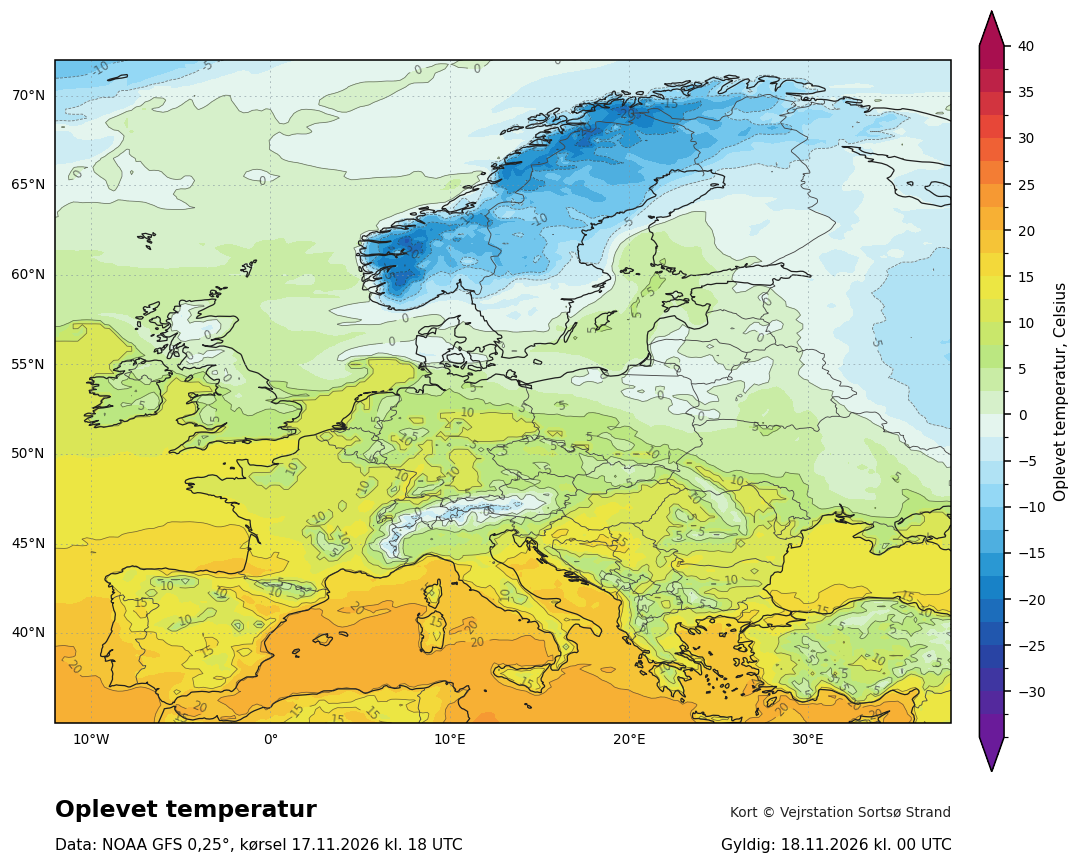 70°N
65°N
60°N
55°N
50°N
45°N
40°N
10°W
0°
10°E
20°E
30°E
40
35
30
25
20
15
10
5
0
−5
−10
−15
−20
−25
−30
Oplevet temperatur, Celsius
Oplevet temperatur
Kort © Vejrstation Sortsø Strand
Data: NOAA GFS 0,25°, kørsel 17.11.2026 kl. 18 UTC
Gyldig: 18.11.2026 kl. 00 UTC